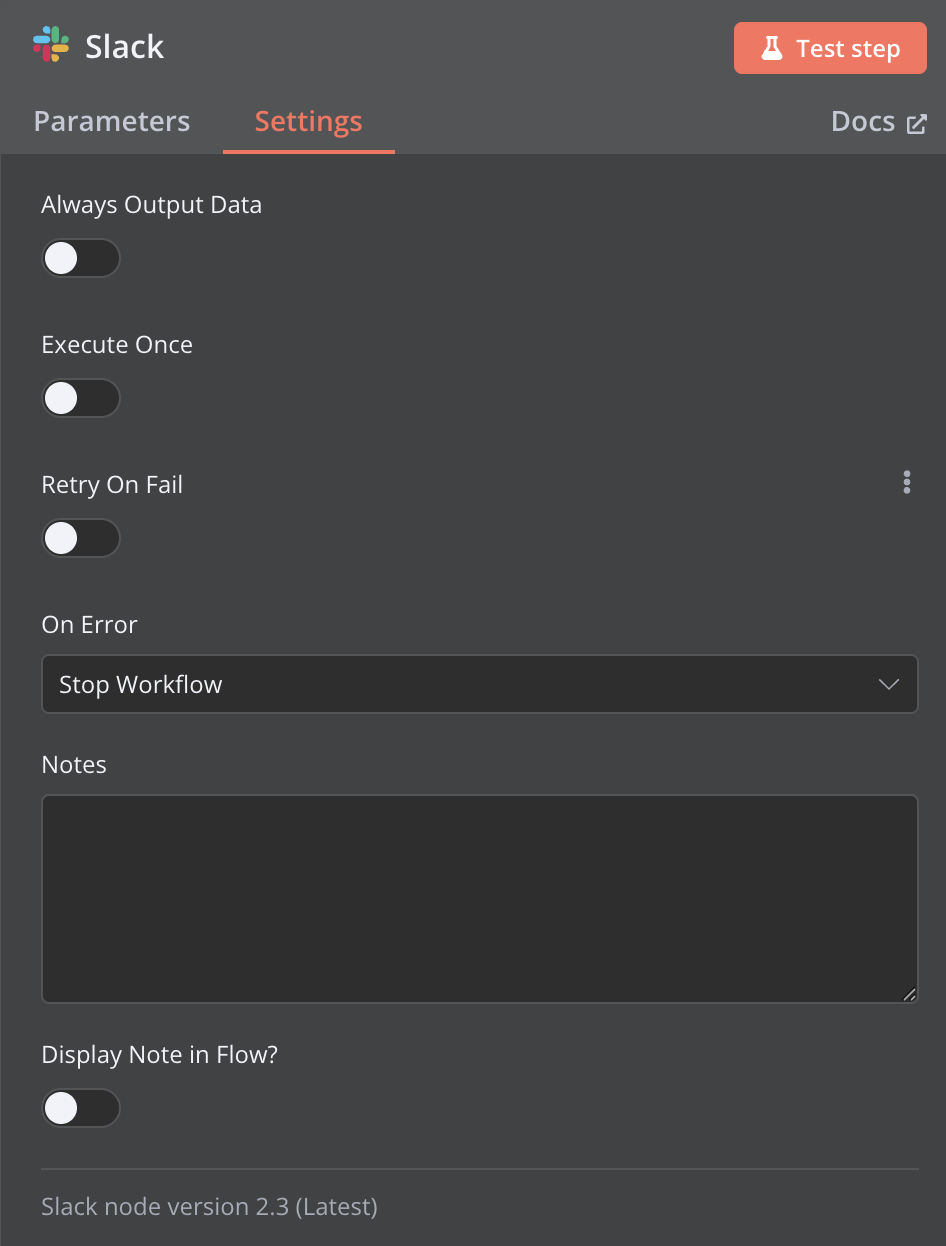 Slack
Test step
Parameters
Settings
Docs
Always Output Data
Execute Once
Retry On Fail
On Error
Stop Workflow
Notes
Display Note in Flow?
Slack node version 2.3 (Latest)